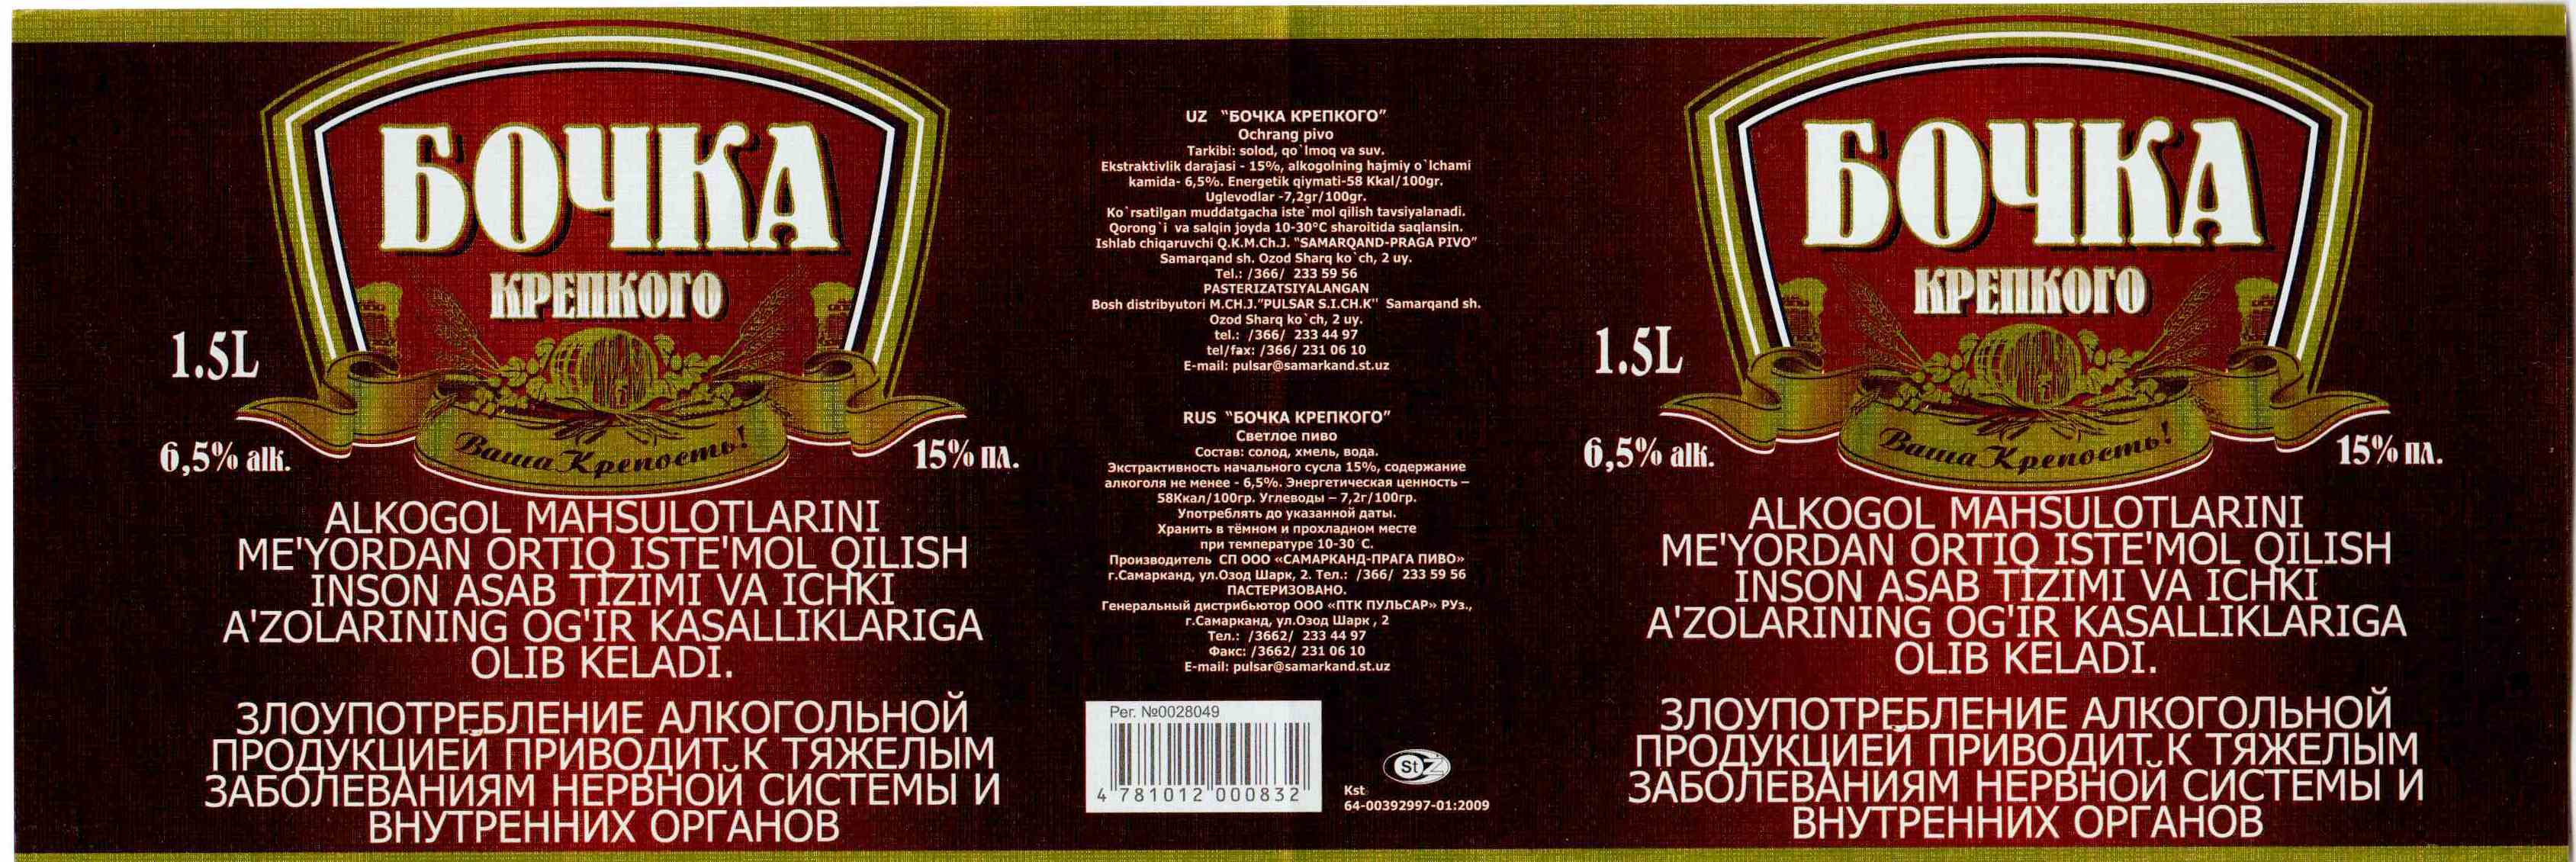 БОЧКА
КРЕПКОГО
1.5L
Ваша Крепость!
6,5% alk.
15% пл.
ALKOGOL MAHSULOTLARINI
ME'YORDAN ORTIQ ISTE'MOL QILISH
INSON ASAB TIZIMI VA ICHKI
A'ZOLARINING OG'IR KASALLIKLARIGA
OLIB KELADI.
ЗЛОУПОТРЕБЛЕНИЕ АЛКОГОЛЬНОЙ
ПРОДУКЦИЕЙ ПРИВОДИТ К ТЯЖЕЛЫМ
ЗАБОЛЕВАНИЯМ НЕРВНОЙ СИСТЕМЫ И
ВНУТРЕННИХ ОРГАНОВ
UZ "БОЧКА КРЕПКОГО"
Ochrang pivo
Tarkibi: solod, qo`lmoq va suv.
Ekstraktivlik darajasi - 15%, alkogolning hajmiy o`lchami
kamida- 6,5%. Energetik qiymati-58 Kkal/100gr.
Uglevodlar -7,2gr/100gr.
Ko`rsatilgan muddatgacha iste`mol qilish tavsiyalanadi.
Qorong`i va salqin joyda 10-30°C sharoitida saqlansin.
Ishlab chiqaruvchi Q.K.M.Ch.J. "SAMARQAND-PRAGA PIVO"
Samarqand sh. Ozod Sharq ko`ch, 2 uy.
Tel.: /366/ 233 59 56
PASTERIZATSIYALANGAN
Bosh distribyutori M.CH.J."PULSAR S.I.CH.K" Samarqand sh.
Ozod Sharq ko`ch, 2 uy.
tel.: /366/ 233 44 97
tel/fax: /366/ 231 06 10
E-mail: pulsar@samarkand.st.uz
RUS "БОЧКА КРЕПКОГО"
Светлое пиво
Состав: солод, хмель, вода.
Экстрактивность начального сусла 15%, содержание
алкоголя не менее - 6,5%. Энергетическая ценность –
58Ккал/100гр. Углеводы – 7,2г/100гр.
Употреблять до указанной даты.
Хранить в тёмном и прохладном месте
при температуре 10-30˙С.
Производитель СП ООО «САМАРКАНД-ПРАГА ПИВО»
г.Самарканд, ул.Озод Шарк, 2. Тел.: /366/ 233 59 56
ПАСТЕРИЗОВАНО.
Генеральный дистрибьютор ООО «ПТК ПУЛЬСАР» РУз.,
г.Самарканд, ул.Озод Шарк , 2
Тел.: /3662/ 233 44 97
Факс: /3662/ 231 06 10
E-mail: pulsar@samarkand.st.uz
Рег. №0028049
4 781012 000832
St Z
Kst
64-00392997-01:2009
БОЧКА
КРЕПКОГО
1.5L
Ваша Крепость!
6,5% alk.
15% пл.
ALKOGOL MAHSULOTLARINI
ME'YORDAN ORTIQ ISTE'MOL QILISH
INSON ASAB TIZIMI VA ICHKI
A'ZOLARINING OG'IR KASALLIKLARIGA
OLIB KELADI.
ЗЛОУПОТРЕБЛЕНИЕ АЛКОГОЛЬНОЙ
ПРОДУКЦИЕЙ ПРИВОДИТ К ТЯЖЕЛЫМ
ЗАБОЛЕВАНИЯМ НЕРВНОЙ СИСТЕМЫ И
ВНУТРЕННИХ ОРГАНОВ